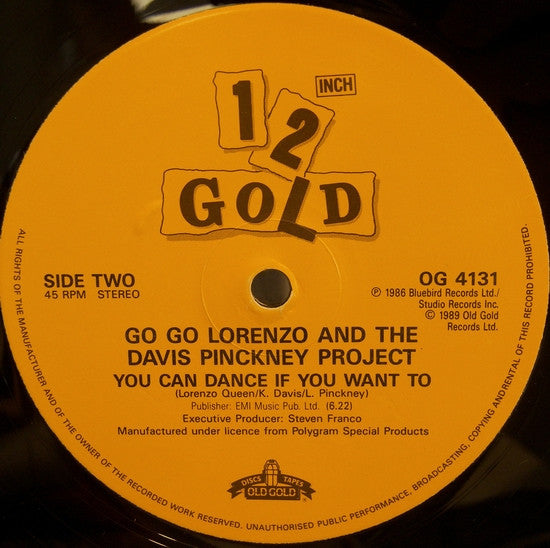 12 INCH
GOLD
SIDE TWO
45 RPM STEREO
OG 4131
℗ 1986 Bluebird Records Ltd./
Studio Records Inc.
© 1989 Old Gold
Records Ltd.
GO GO LORENZO AND THE
DAVIS PINCKNEY PROJECT
YOU CAN DANCE IF YOU WANT TO
(Lorenzo Queen/K. Davis/L. Pinckney)
Publisher: EMI Music Pub. Ltd. (6.22)
Executive Producer: Steven Franco
Manufactured under licence from Polygram Special Products
DISCS TAPES
OLD GOLD
ALL RIGHTS OF THE MANUFACTURER AND OF THE OWNER OF THE RECORDED WORK RESERVED. UNAUTHORISED PUBLIC PERFORMANCE, BROADCASTING, COPYING AND RENTAL OF THIS RECORD PROHIBITED.